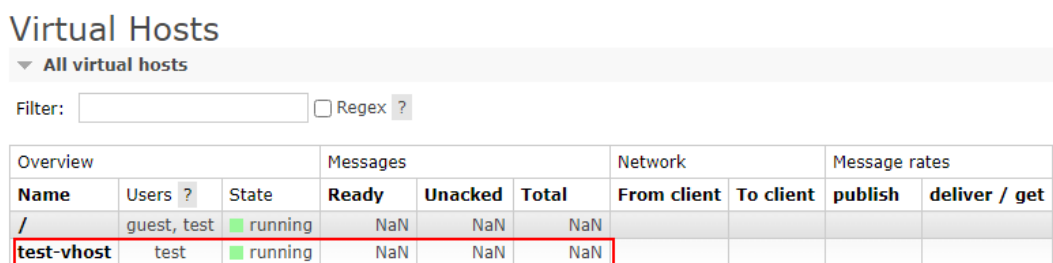 Virtual Hosts
All virtual hosts
Filter: Regex ?
Overview Messages Network Message rates
Name Users ? State Ready Unacked Total From client To client publish deliver / get
/ guest, test running NaN NaN NaN
test-vhost test running NaN NaN NaN